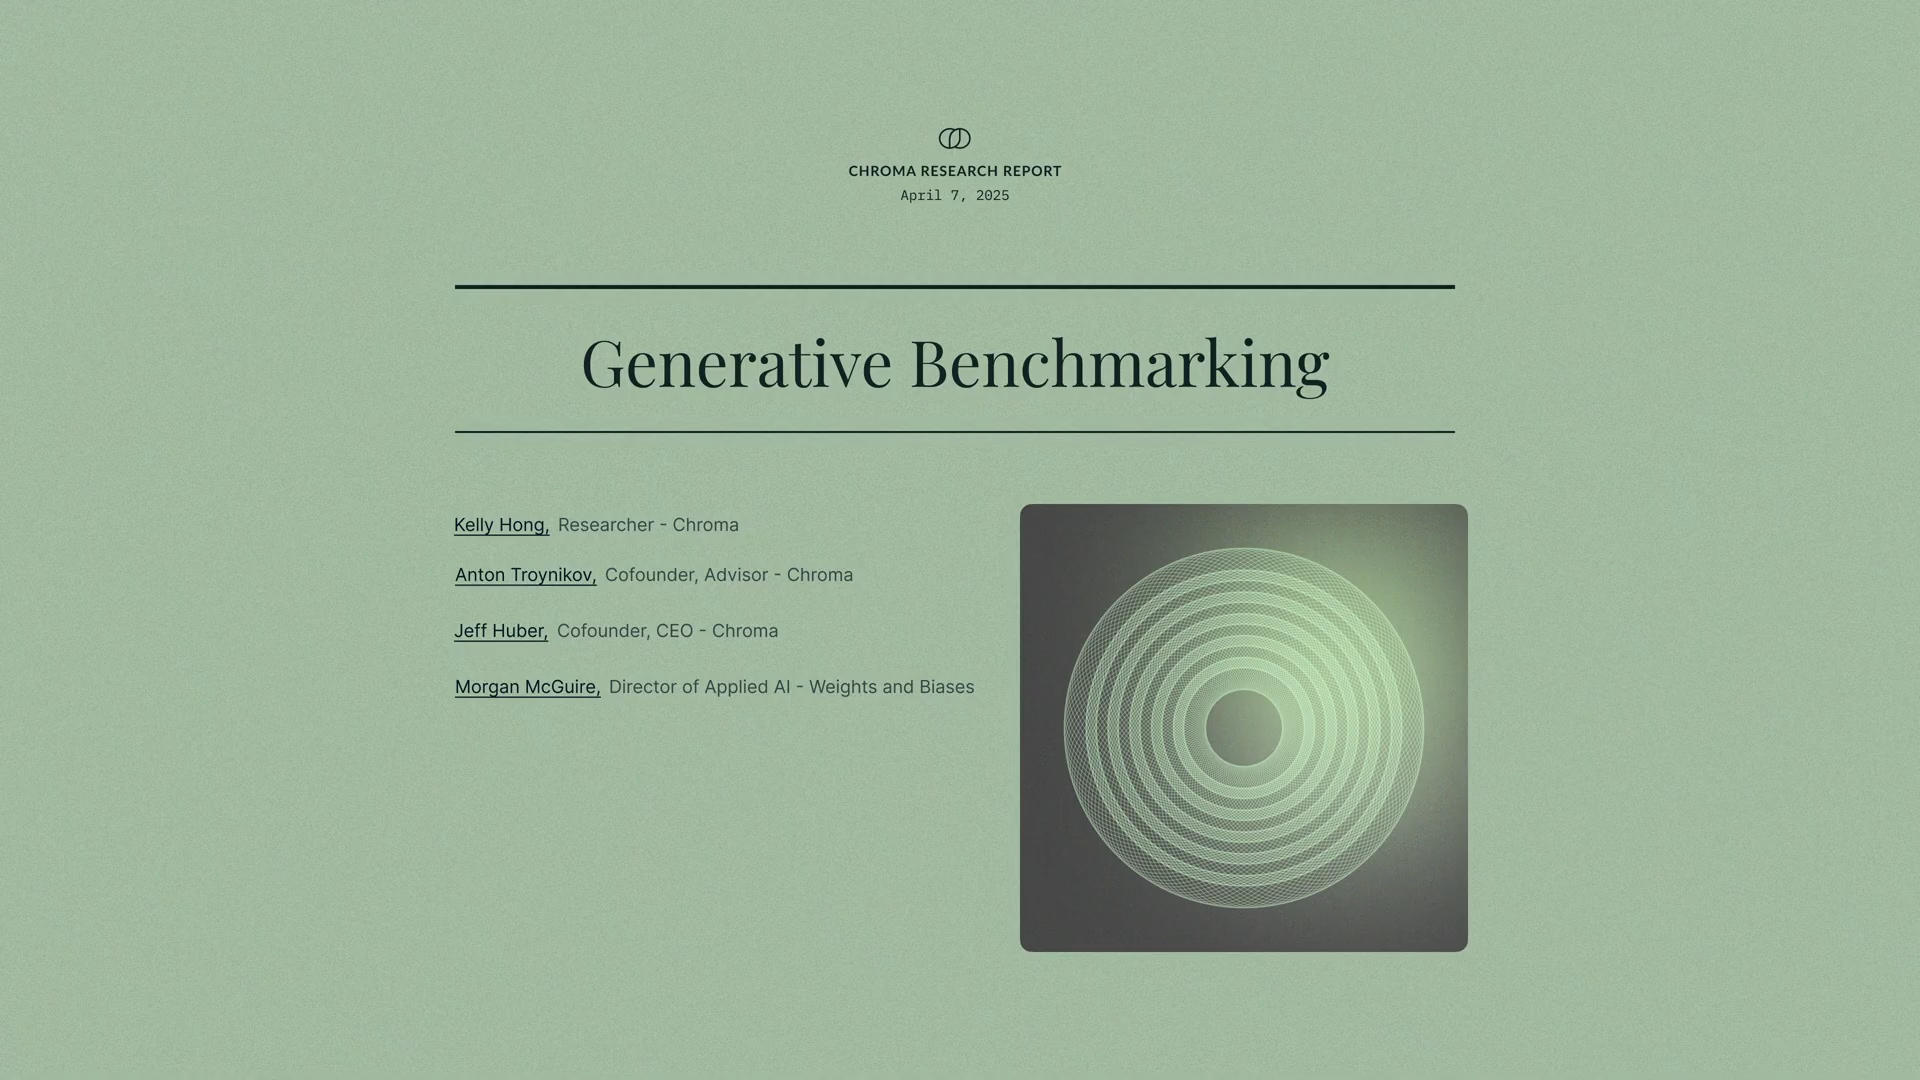 CHROMA RESEARCH REPORT
April 7, 2025
Generative Benchmarking
Kelly Hong, Researcher - Chroma
Anton Troynikov, Cofounder, Advisor - Chroma
Jeff Huber, Cofounder, CEO - Chroma
Morgan McGuire, Director of Applied AI - Weights and Biases